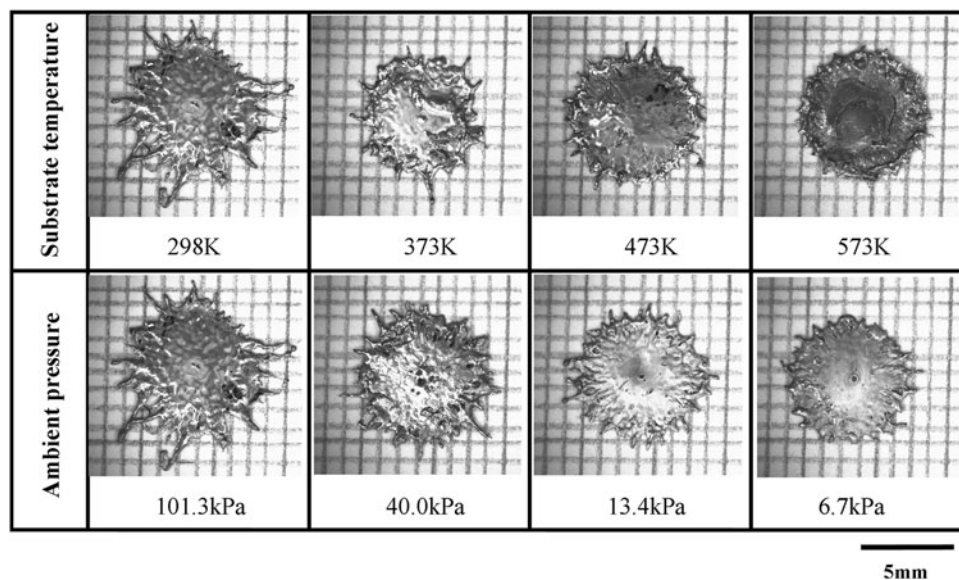 Substrate temperature
298K
373K
473K
573K
Ambient pressure
101.3kPa
40.0kPa
13.4kPa
6.7kPa
5mm